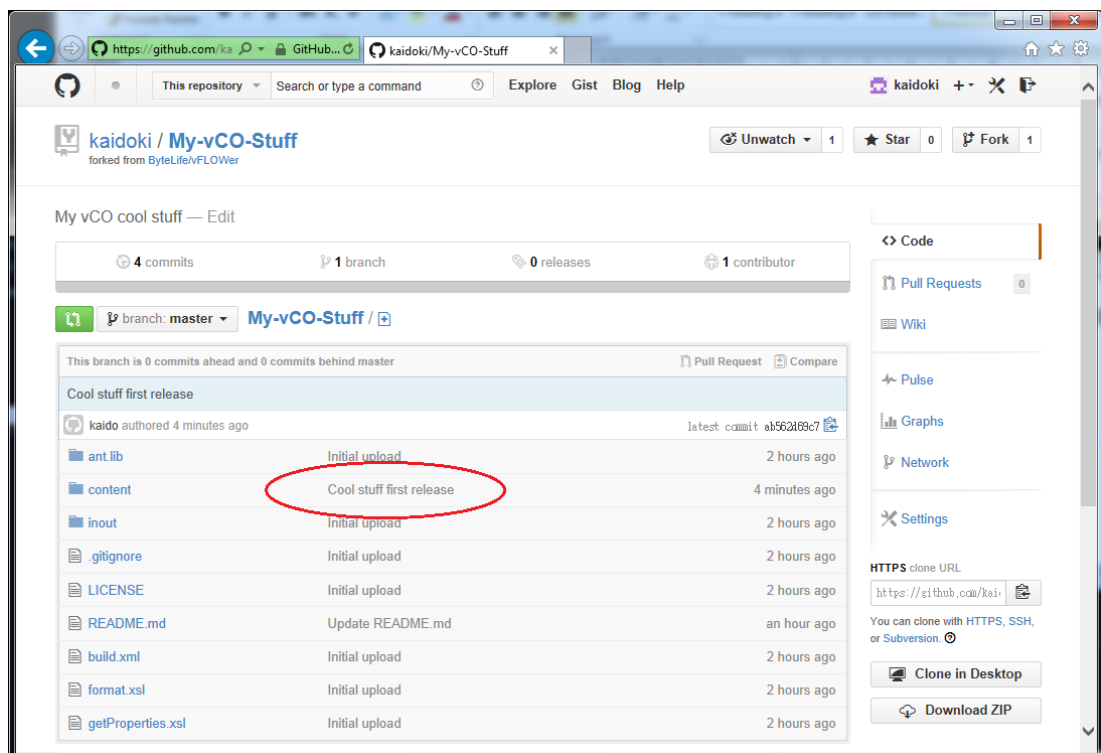 https://github.com/ka GitHub... kaidoki/My-vCO-Stuff
This repository Search or type a command Explore Gist Blog Help kaidoki
kaidoki / My-vCO-Stuff Unwatch 1 Star 0 Fork 1
forked from ByteLife/vFLOWer
My vCO cool stuff — Edit
<> Code
4 commits 1 branch 0 releases 1 contributor
Pull Requests 0
branch: master My-vCO-Stuff /
Wiki
This branch is 0 commits ahead and 0 commits behind master Pull Request Compare
Pulse
Cool stuff first release
kaido authored 4 minutes ago latest commit ab562d69c7
Graphs
ant.lib Initial upload 2 hours ago
Network
content Cool stuff first release 4 minutes ago
inout Initial upload 2 hours ago
Settings
.gitignore Initial upload 2 hours ago
HTTPS clone URL
LICENSE Initial upload 2 hours ago
https://github.com/kai
README.md Update README.md an hour ago
You can clone with HTTPS, SSH,
or Subversion.
build.xml Initial upload 2 hours ago
Clone in Desktop
format.xsl Initial upload 2 hours ago
Download ZIP
getProperties.xsl Initial upload 2 hours ago